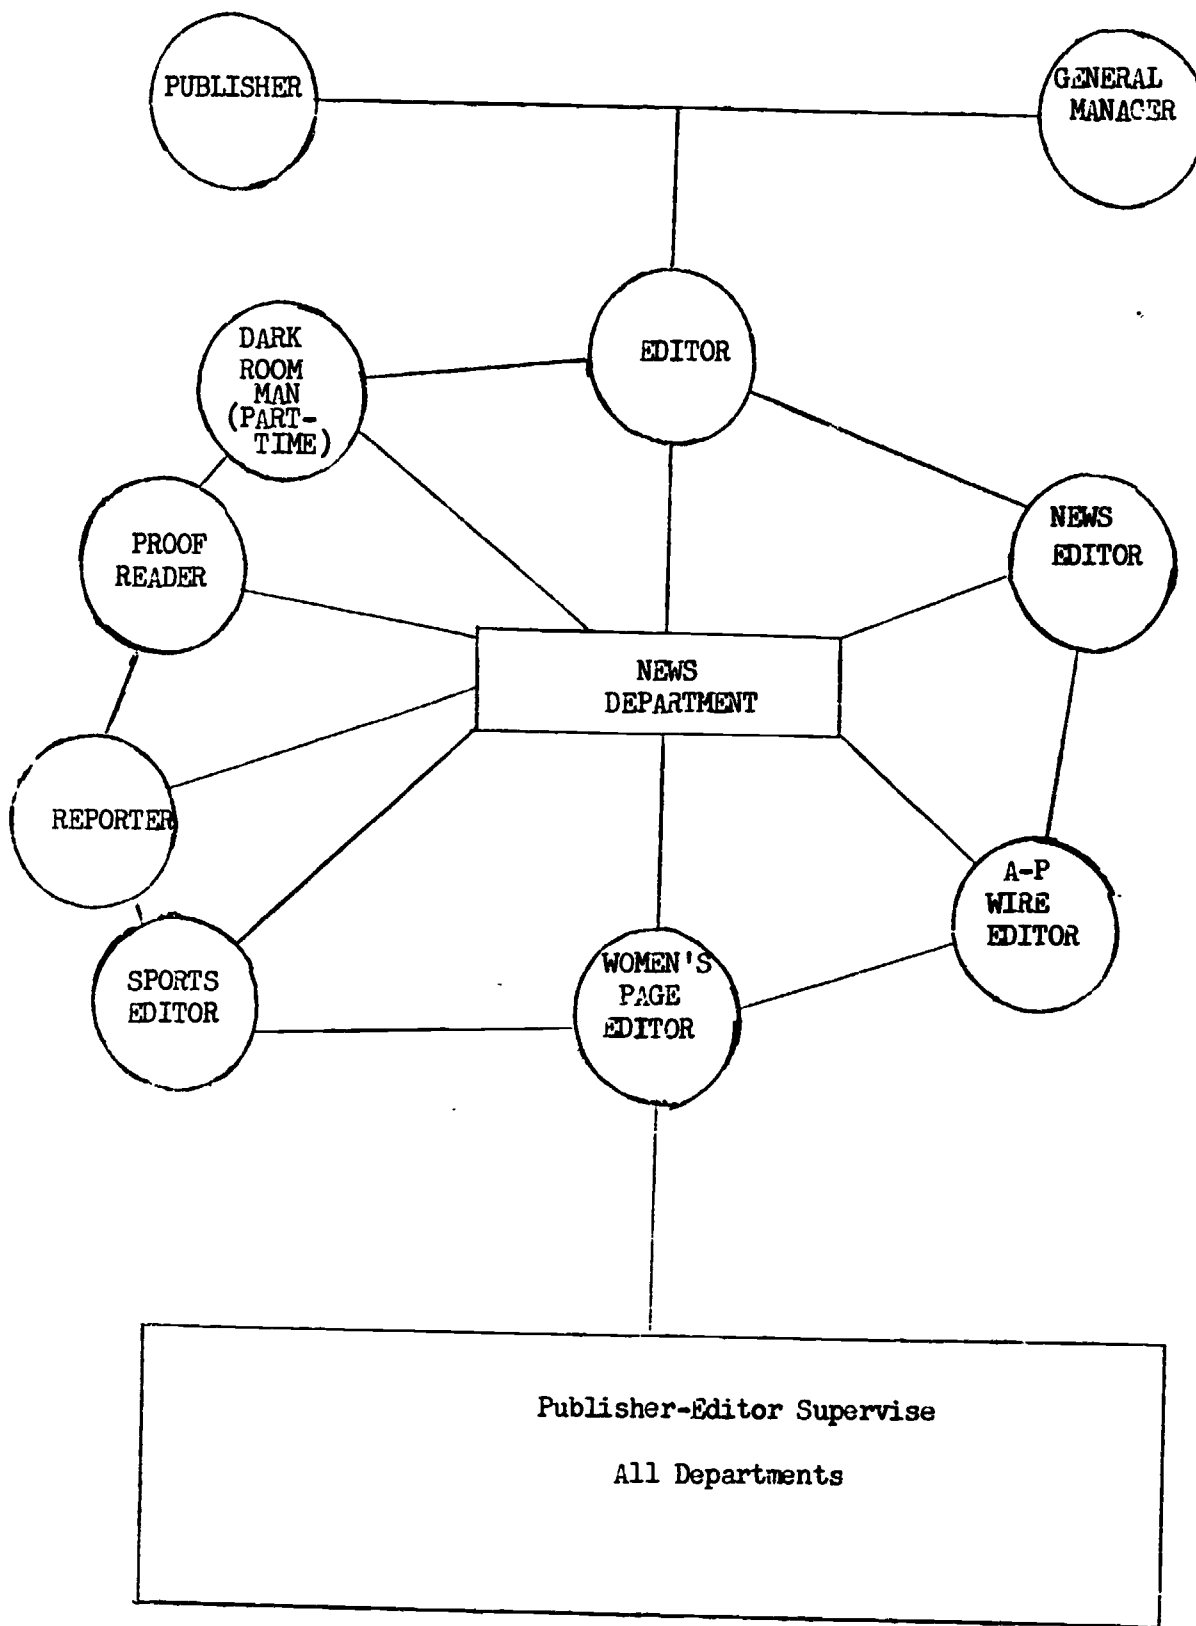 PUBLISHER
GENERAL
MANAGER
EDITOR
DARK
ROOM
MAN
(PART-
TIME)
NEWS
EDITOR
PROOF
READER
NEWS
DEPARTMENT
REPORTER
A-P
WIRE
EDITOR
SPORTS
EDITOR
WOMEN'S
PAGE
EDITOR
Publisher-Editor Supervise
All Departments